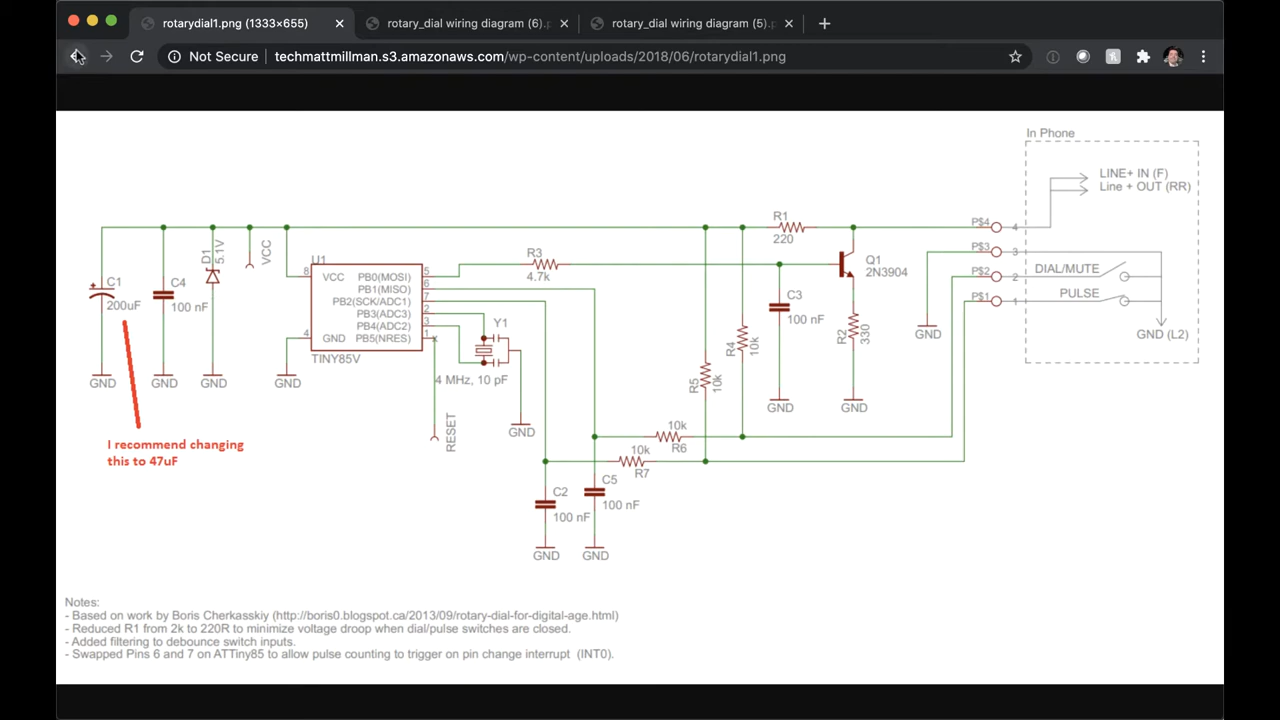 rotarydial1.png (1333×655)
rotary_dial wiring diagram (6).p
rotary_dial wiring diagram (5).p
Not Secure
techmattmillman.s3.amazonaws.com/wp-content/uploads/2018/06/rotarydial1.png
In Phone
LINE+ IN (F)
Line + OUT (RR)
R1
220
P$4
4
P$3
3
DIAL/MUTE
P$2
2
PULSE
P$1
1
GND (L2)
D1
5.1V
VCC
U1
8
VCC
PB0(MOSI)
5
PB1(MISO)
6
PB2(SCK/ADC1)
7
PB3(ADC3)
2
PB4(ADC2)
3
4
GND
PB5(NRES)
1
TINY85V
R3
4.7k
Q1
2N3904
C1
200uF
C4
100 nF
C3
100 nF
R2
330
R4
10k
R5
10k
Y1
4 MHz, 10 pF
GND
GND
GND
GND
GND
GND
GND
GND
RESET
I recommend changing
this to 47uF
10k
R6
10k
R7
C2
100 nF
C5
100 nF
GND
GND
Notes:
- Based on work by Boris Cherkasskiy (http://boris0.blogspot.ca/2013/09/rotary-dial-for-digital-age.html)
- Reduced R1 from 2k to 220R to minimize voltage droop when dial/pulse switches are closed.
- Added filtering to debounce switch inputs.
- Swapped Pins 6 and 7 on ATTiny85 to allow pulse counting to trigger on pin change interrupt (INT0).